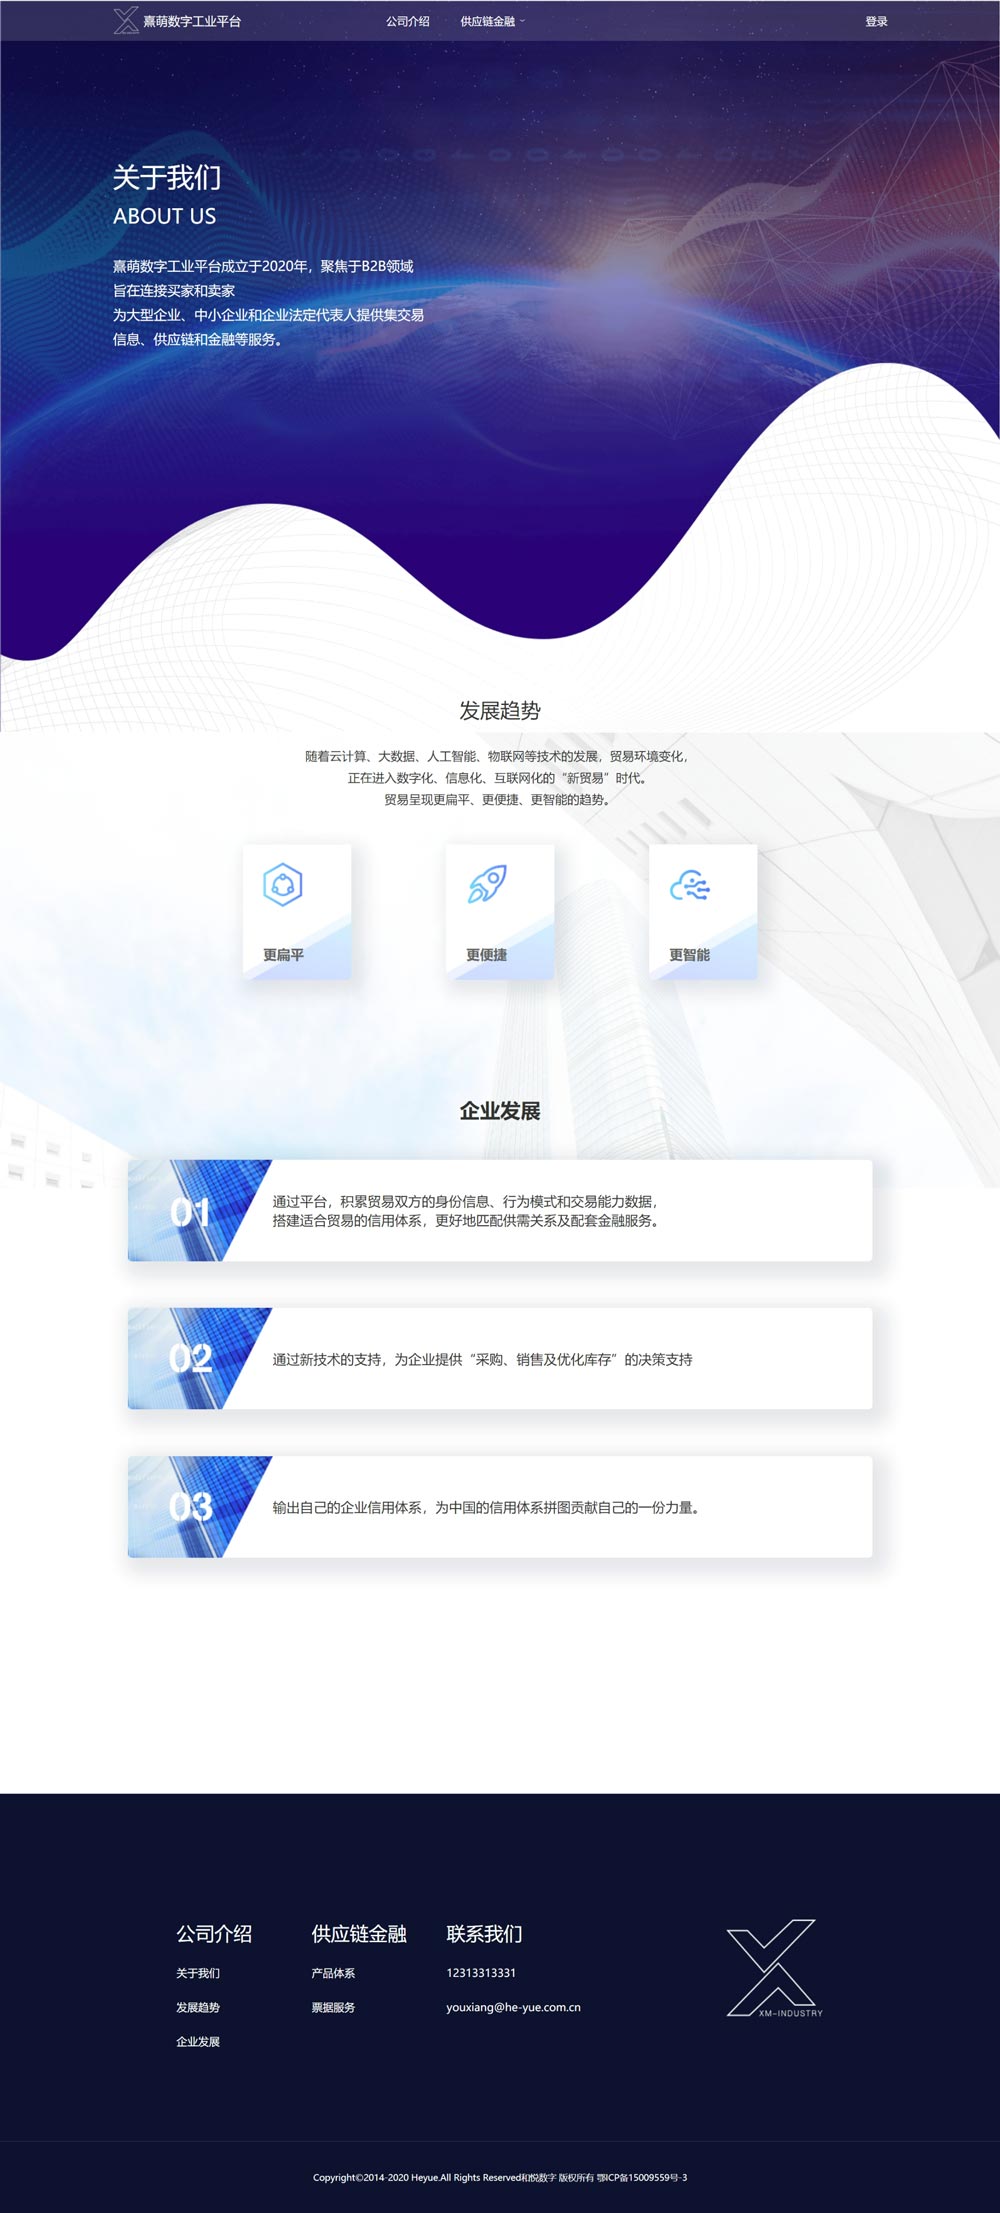 熹萌数字工业平台
公司介绍
供应链金融
登录
关于我们
ABOUT US
熹萌数字工业平台成立于2020年，聚焦于B2B领域
旨在连接买家和卖家
为大型企业、中小企业和企业法定代表人提供集交易
信息、供应链和金融等服务。
发展趋势
随着云计算、大数据、人工智能、物联网等技术的发展，贸易环境变化，
正在进入数字化、信息化、互联网化的“新贸易”时代。
贸易呈现更扁平、更便捷、更智能的趋势。
更扁平
更便捷
更智能
企业发展
01
通过平台，积累贸易双方的身份信息、行为模式和交易能力数据，
搭建适合贸易的信用体系，更好地匹配供需关系及配套金融服务。
02
通过新技术的支持，为企业提供“采购、销售及优化库存”的决策支持
03
输出自己的企业信用体系，为中国的信用体系拼图贡献自己的一份力量。
公司介绍
关于我们
发展趋势
企业发展
供应链金融
产品体系
票据服务
联系我们
12313313331
youxiang@he-yue.com.cn
XM-INDUSTRY
Copyright©2014-2020 Heyue.All Rights Reserved和悦数字 版权所有 鄂ICP备15009559号-3